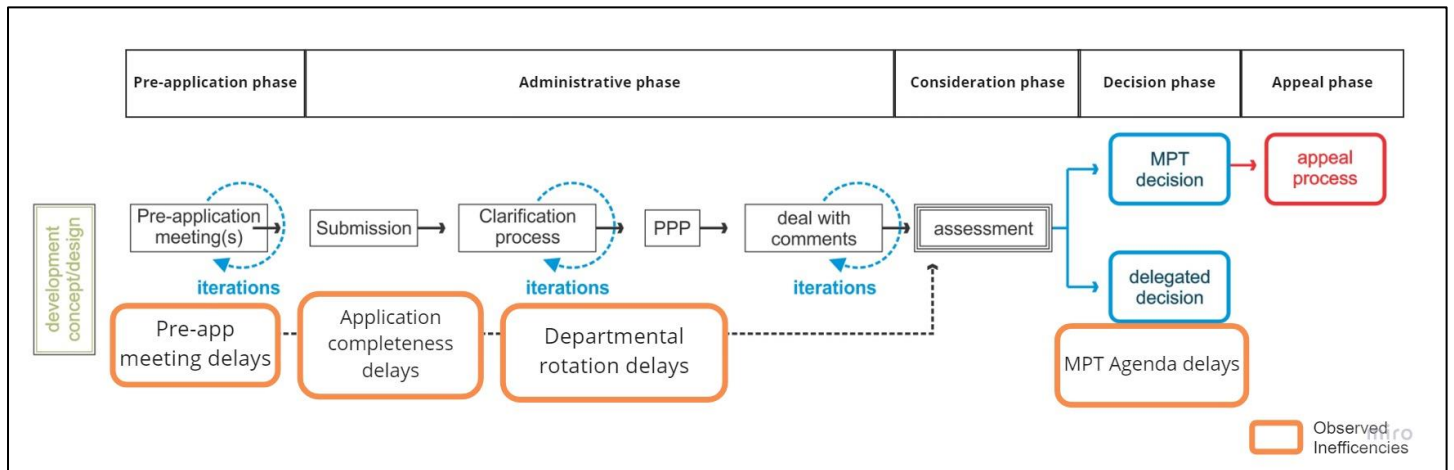 Pre-application phase
Administrative phase
Consideration phase
Decision phase
Appeal phase
development
concept/design
Pre-application
meeting(s)
iterations
Submission
Clarification
process
iterations
PPP
deal with
comments
iterations
assessment
MPT
decision
appeal
process
delegated
decision
Pre-app
meeting delays
Application
completeness
delays
Departmental
rotation delays
MPT Agenda delays
Observed
Inefficencies
miro